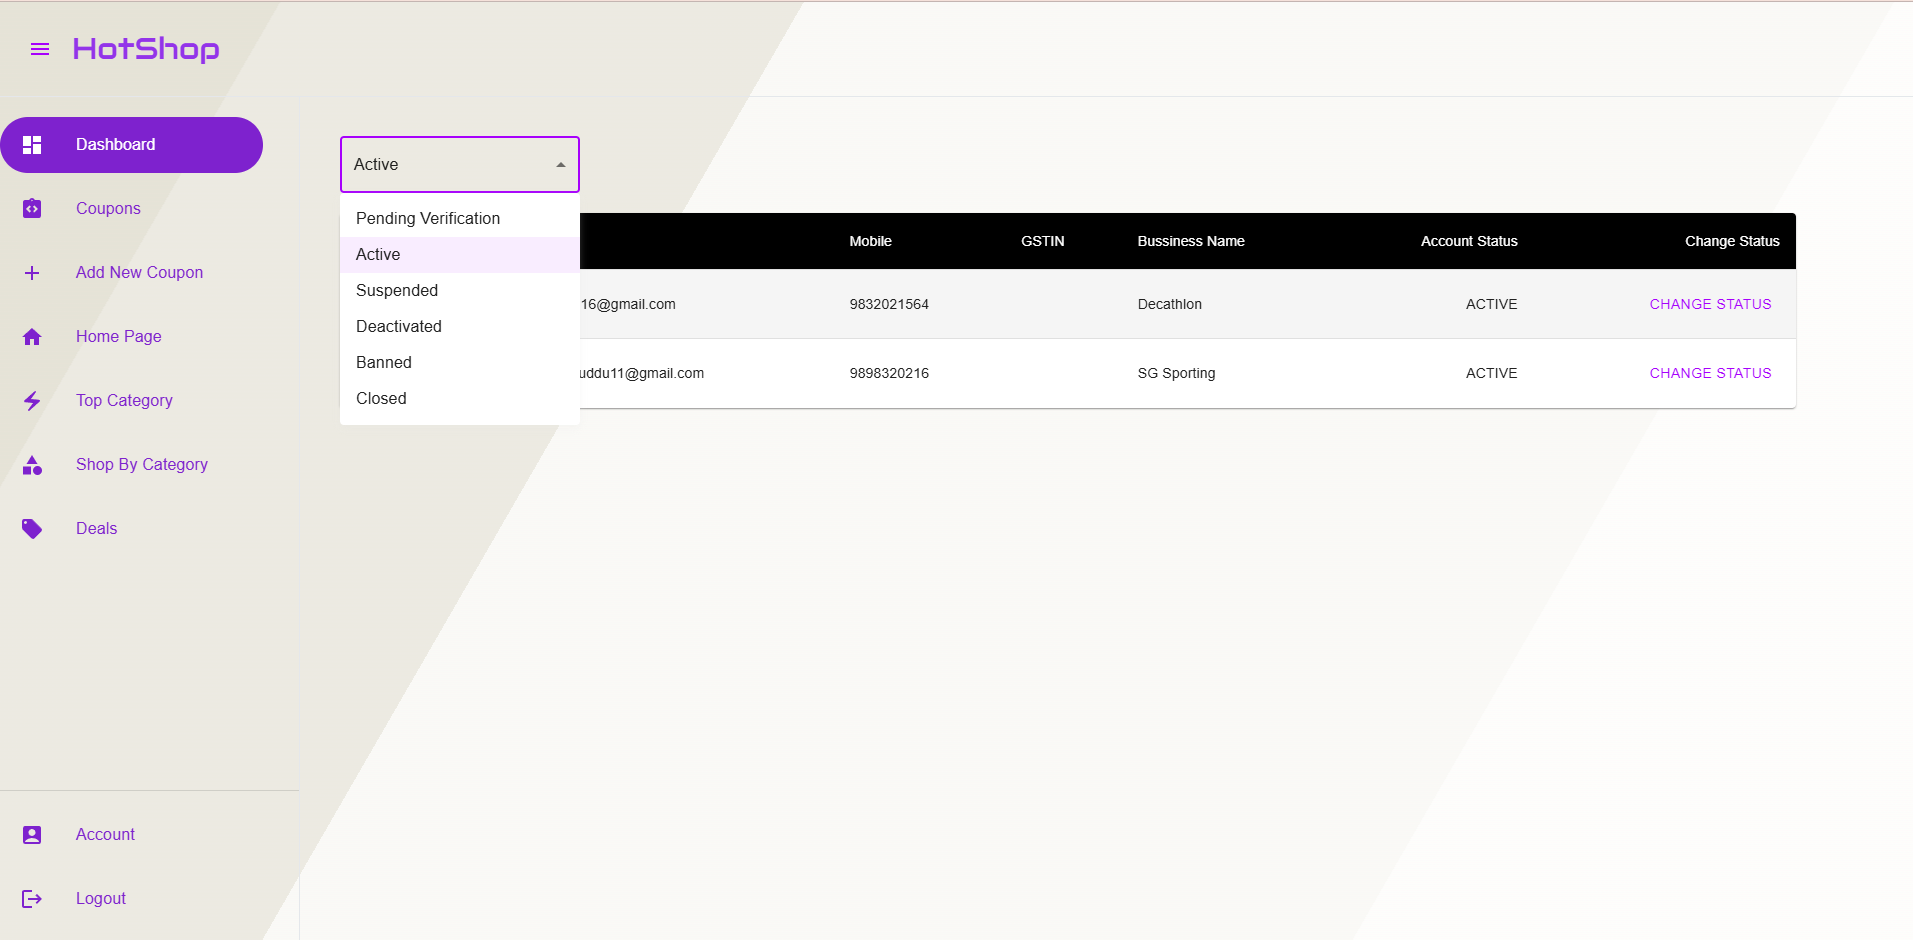 HotShop
Dashboard
Coupons
Add New Coupon
Home Page
Top Category
Shop By Category
Deals
Account
Logout
Active
Pending Verification
Active
Suspended
Deactivated
Banned
Closed
Mobile GSTIN Bussiness Name Account Status Change Status
16@gmail.com 9832021564 Decathlon ACTIVE CHANGE STATUS
uddu11@gmail.com 9898320216 SG Sporting ACTIVE CHANGE STATUS